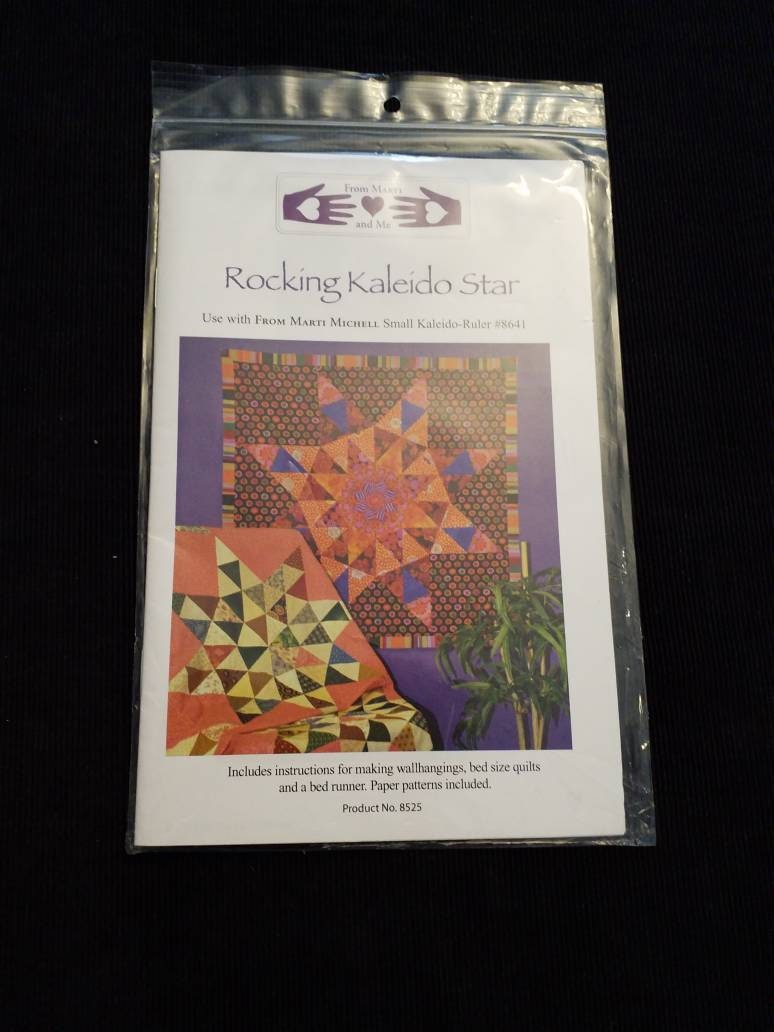 From Marti
and Me
Rocking Kaleido Star
Use with From Marti Michell Small Kaleido-Ruler #8641
Includes instructions for making wallhangings, bed size quilts
and a bed runner. Paper patterns included.
Product No. 8525